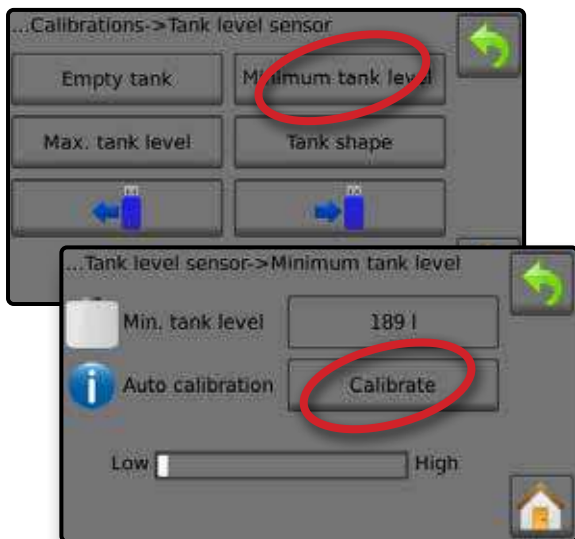 ...Calibrations->Tank level sensor
Empty tank
Minimum tank level
Max. tank level
Tank shape
...Tank level sensor->Minimum tank level
Min. tank level
189 l
Auto calibration
Calibrate
Low
High